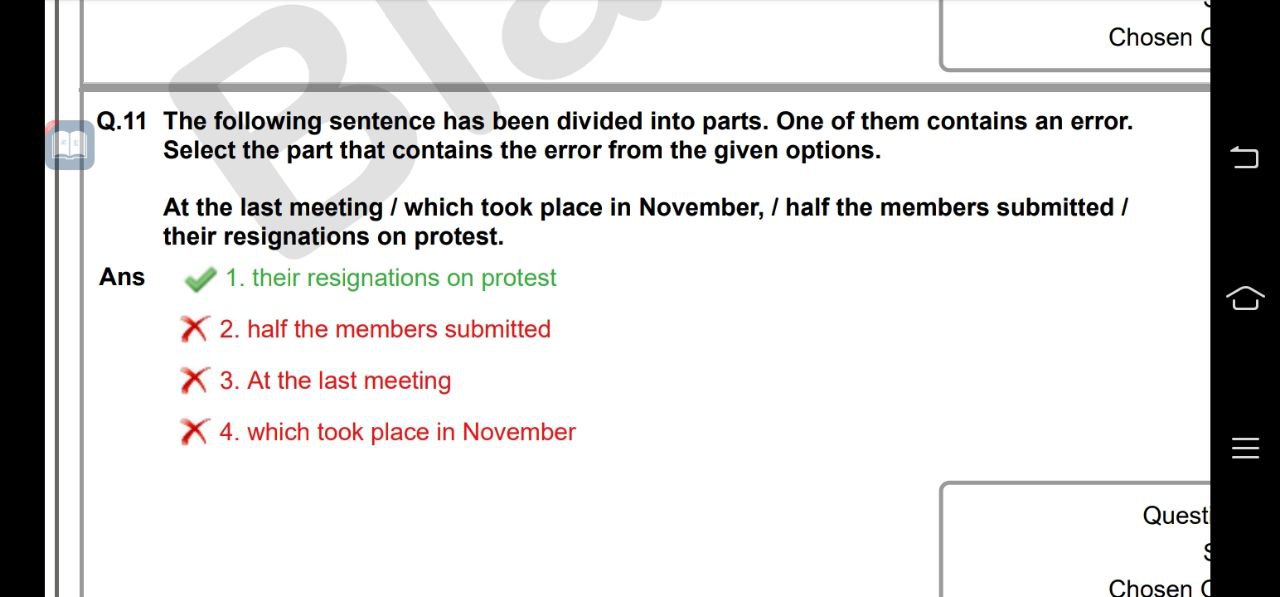 Chosen
Q.11 The following sentence has been divided into parts. One of them contains an error.
Select the part that contains the error from the given options.
At the last meeting / which took place in November, / half the members submitted /
their resignations on protest.
Ans 1. their resignations on protest
2. half the members submitted
3. At the last meeting
4. which took place in November
Chosen